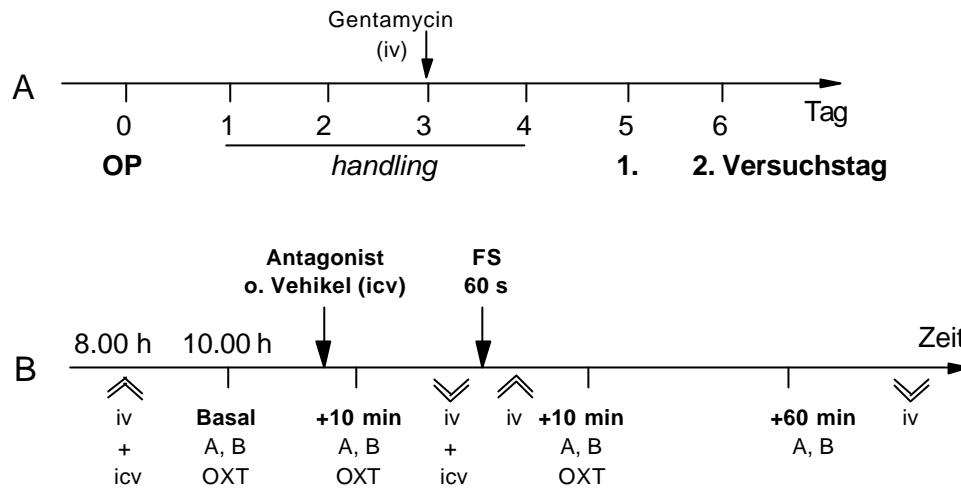 Gentamycin
(iv)
A
0 1 2 3 4 5 6 Tag
OP handling 1. 2. Versuchstag
Antagonist FS
o. Vehikel (icv) 60 s
8.00 h 10.00 h Zeit
B
iv Basal +10 min iv iv +10 min +60 min iv
+ A, B A, B + A, B A, B
icv OXT OXT icv OXT